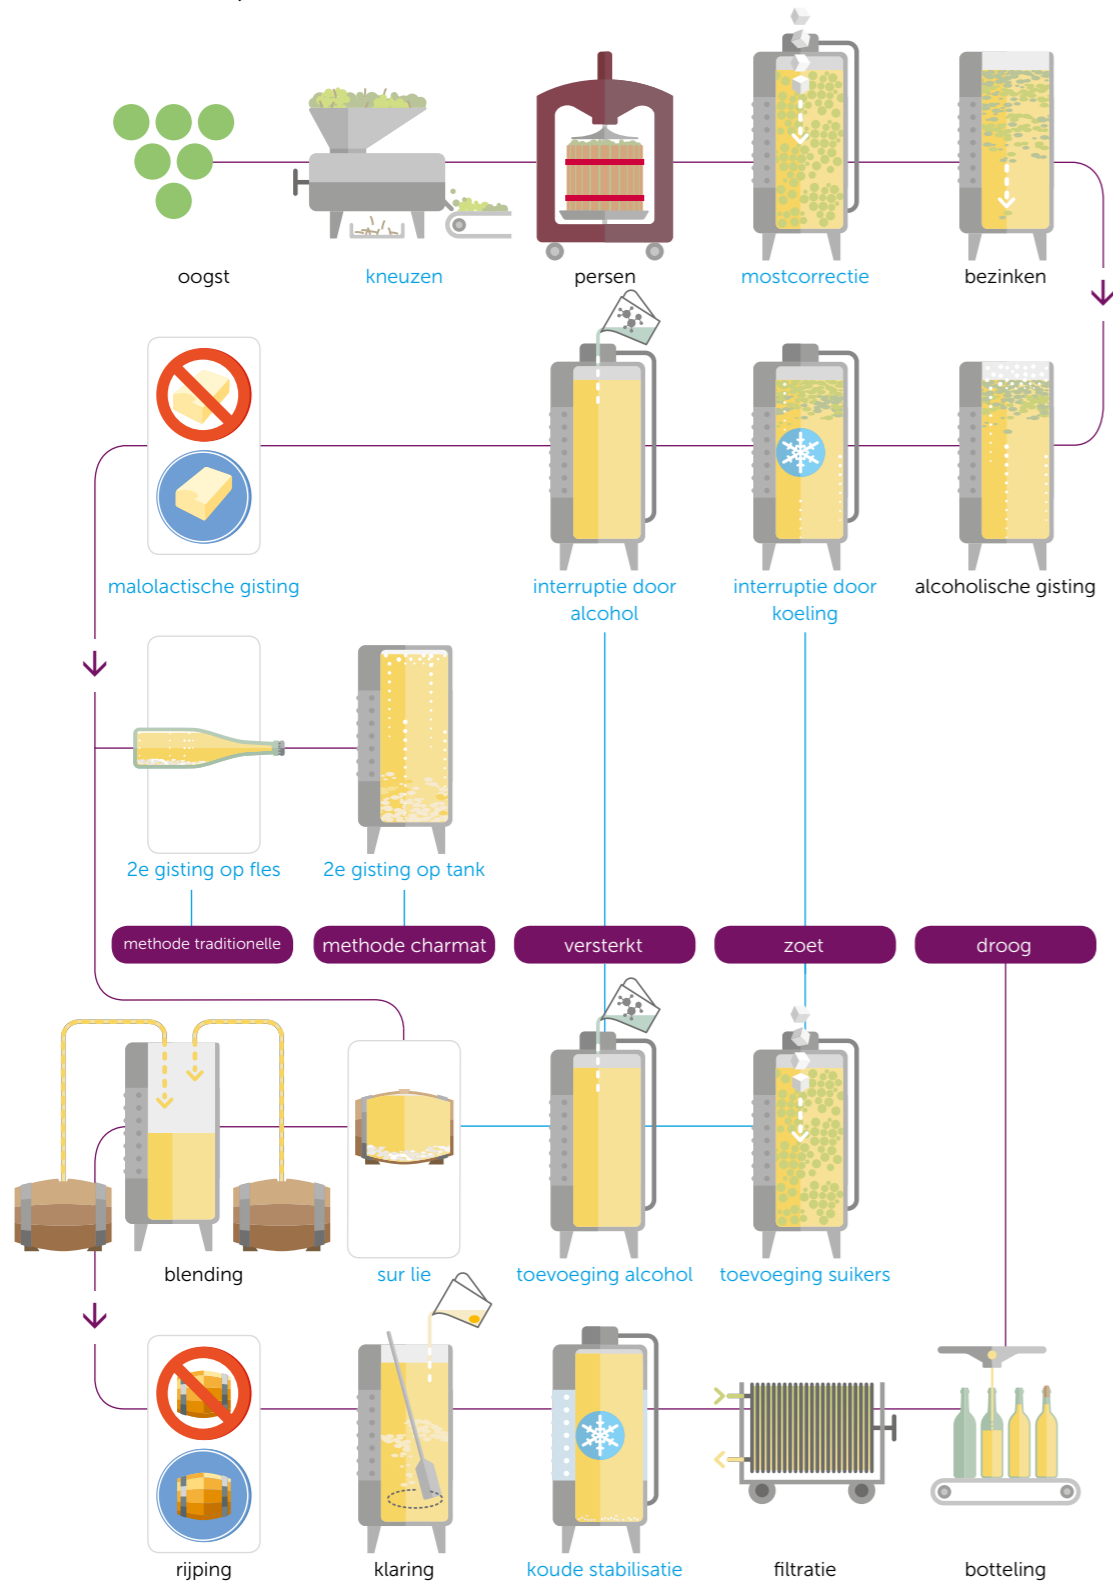 oogst
kneuzen
persen
mostcorrectie
bezinken
malolactische gisting
interruptie door
alcohol
interruptie door
koeling
alcoholische gisting
2e gisting op fles
2e gisting op tank
methode traditionelle
methode charmat
versterkt
zoet
droog
blending
sur lie
toevoeging alcohol
toevoeging suikers
rijping
klaring
koude stabilisatie
filtratie
botteling